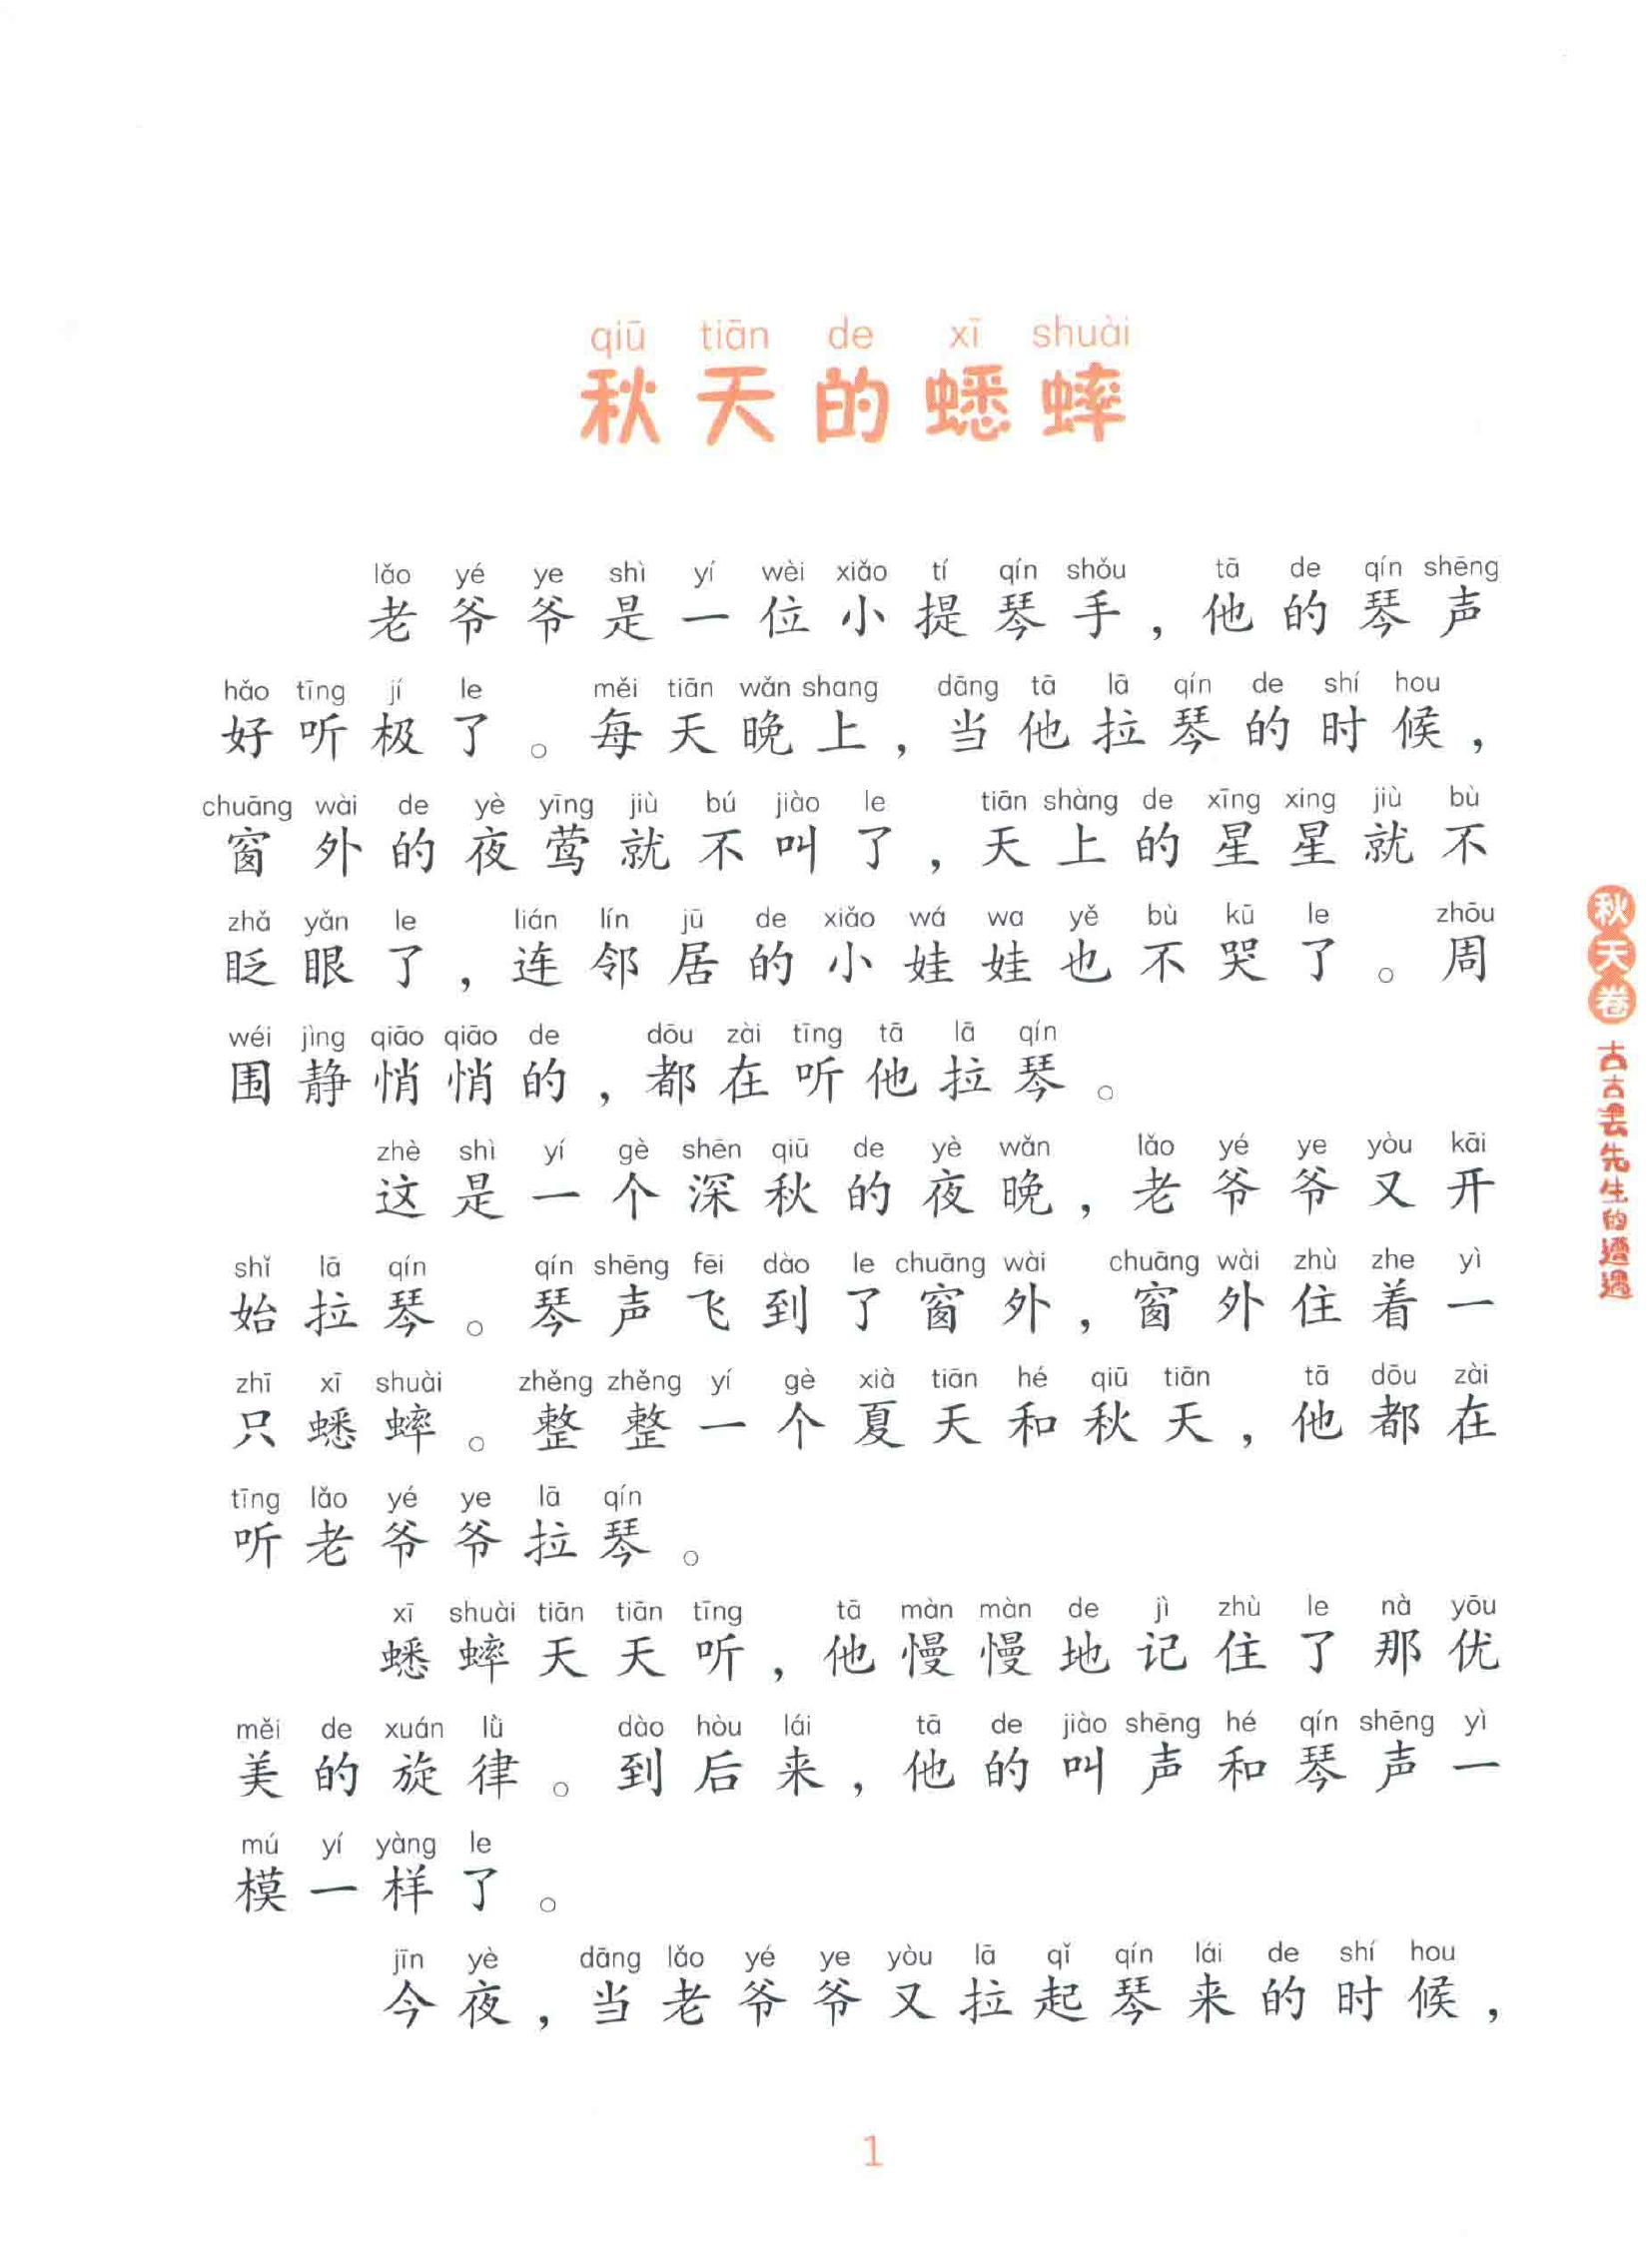 qiū tiān de xī shuài
秋天的蟋蟀
lǎo yé ye shì yí wèi xiǎo tí qín shǒu tā de qín shēng
老爷爷是一位小提琴手，他的琴声
hǎo tīng jí le měi tiān wǎn shang dāng tā lā qín de shí hou
好听极了。每天晚上，当他拉琴的时候，
chuāng wài de yè yīng jiù bú jiào le tiān shàng de xīng xing jiù bù
窗外的夜莺就不叫了，天上的星星就不
zhǎ yǎn le lián lín jū de xiǎo wá wa yě bù kū le zhōu
眨眼了，连邻居的小娃娃也不哭了。周
wéi jìng qiāo qiāo de dōu zài tīng tā lā qín
围静悄悄的，都在听他拉琴。
zhè shì yí gè shēn qiū de yè wǎn lǎo yé ye yòu kāi
这是一个深秋的夜晚，老爷爷又开
shǐ lā qín qín shēng fēi dào le chuāng wài chuāng wài zhù zhe yì
始拉琴。琴声飞到了窗外，窗外住着一
zhī xī shuài zhěng zhěng yí gè xià tiān hé qiū tiān tā dōu zài
只蟋蟀。整整一个夏天和秋天，他都在
tīng lǎo yé ye lā qín
听老爷爷拉琴。
xī shuài tiān tiān tīng tā màn màn de jì zhù le nà yōu
蟋蟀天天听，他慢慢地记住了那优
měi de xuán lǜ dào hòu lái tā de jiào shēng hé qín shēng yì
美的旋律。到后来，他的叫声和琴声一
mú yí yàng le
模一样了。
jīn yè dāng lǎo yé ye yòu lā qǐ qín lái de shí hou
今夜，当老爷爷又拉起琴来的时候，
秋天卷
古古丢先生的遭遇
1